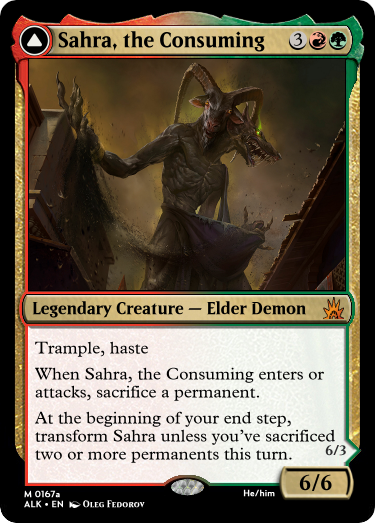 Sahra, the Consuming 3
Legendary Creature — Elder Demon
Trample, haste
When Sahra, the Consuming enters or
attacks, sacrifice a permanent.
At the beginning of your end step,
transform Sahra unless you've sacrificed
two or more permanents this turn.
6/3
6/6
M 0167a
ALK • EN Oleg Fedorov
He/him